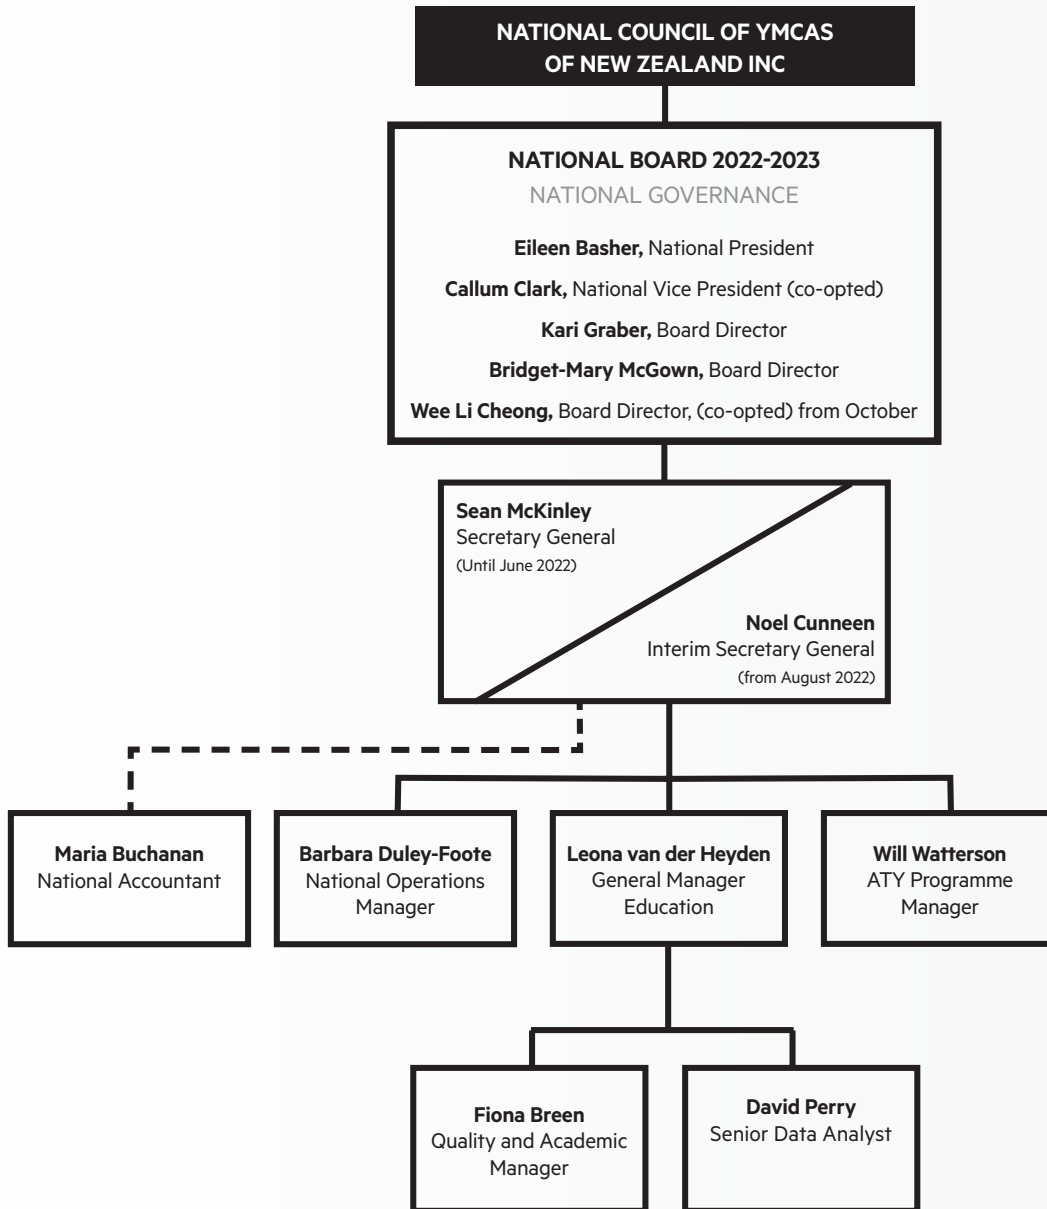 NATIONAL COUNCIL OF YMCAS
OF NEW ZEALAND INC
NATIONAL BOARD 2022-2023
NATIONAL GOVERNANCE
Eileen Basher, National President
Callum Clark, National Vice President (co-opted)
Kari Graber, Board Director
Bridget-Mary McGown, Board Director
Wee Li Cheong, Board Director, (co-opted) from October
Sean McKinley
Secretary General
(Until June 2022)
Noel Cunneen
Interim Secretary General
(from August 2022)
Maria Buchanan
National Accountant
Barbara Duley-Foote
National Operations
Manager
Leona van der Heyden
General Manager
Education
Will Watterson
ATY Programme
Manager
Fiona Breen
Quality and Academic
Manager
David Perry
Senior Data Analyst